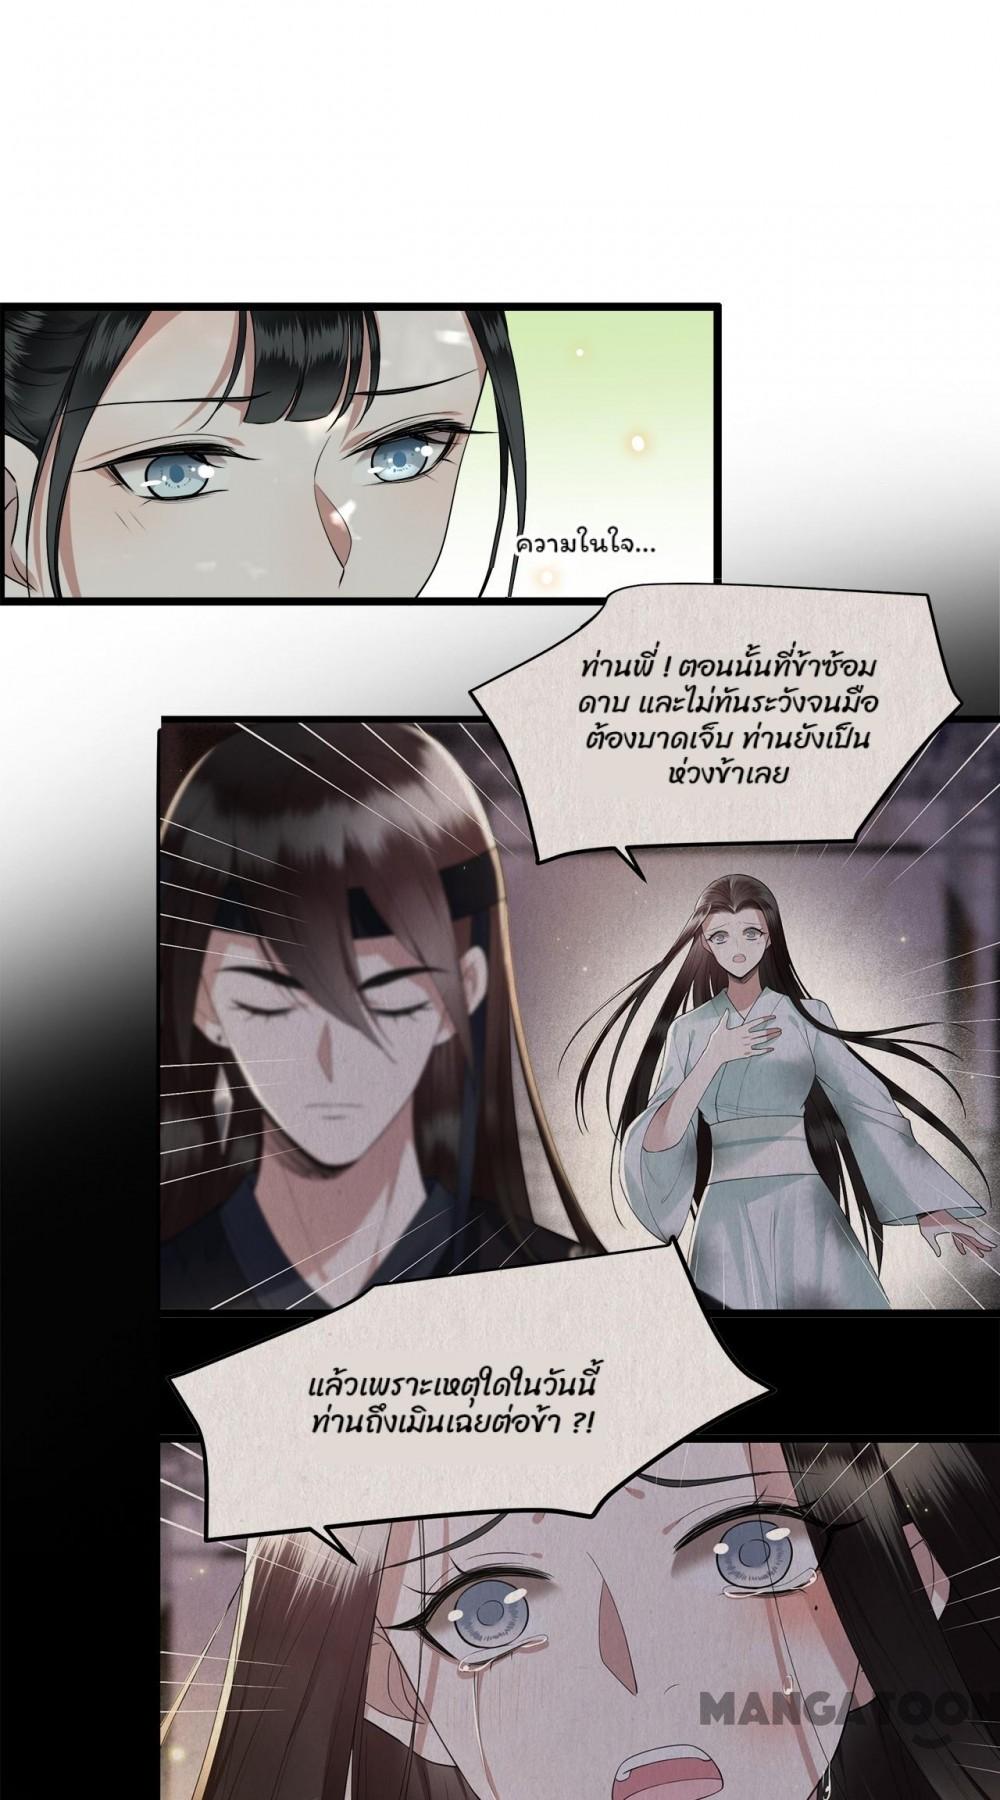 ความในใจ...
ท่านพี่ ! ตอนนั้นที่ข้าซ้อม
ดาบ และไม่ทันระวังจนมือ
ต้องบาดเจ็บ ท่านยังเป็น
ห่วงข้าเลย
แล้วเพราะเหตุใดในวันนี้
ท่านถึงเมินเฉยต่อข้า ?!
MANGATOON